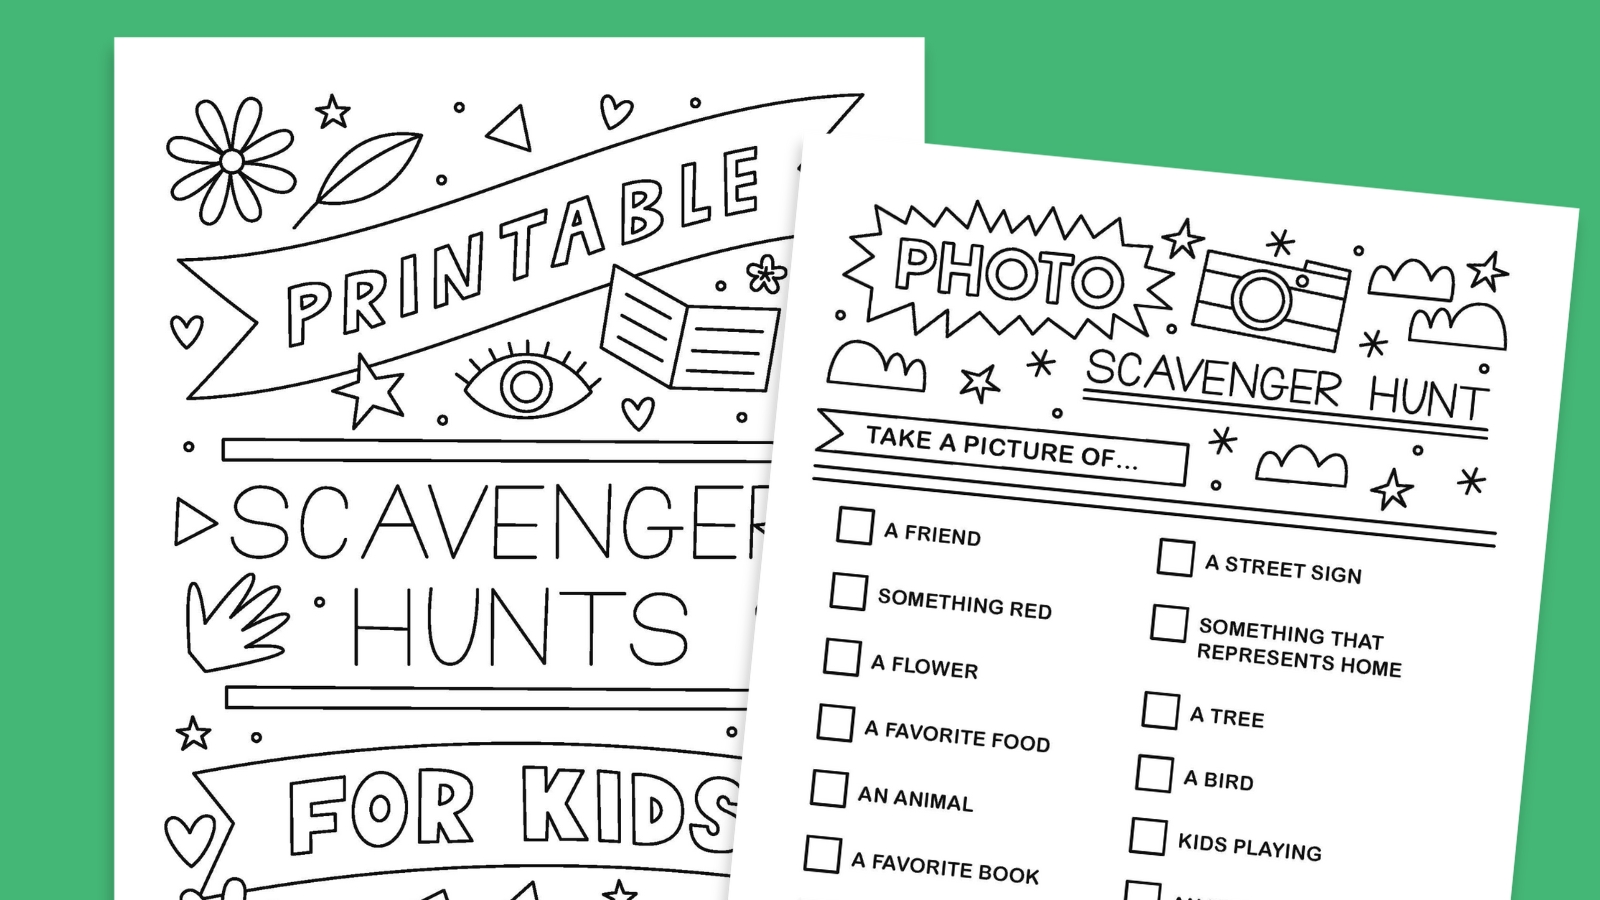 PRINTABLE
SCAVENGER
HUNTS
FOR KIDS
PHOTO
SCAVENGER HUNT
TAKE A PICTURE OF...
A FRIEND
SOMETHING RED
A FLOWER
A FAVORITE FOOD
AN ANIMAL
A FAVORITE BOOK
A STREET SIGN
SOMETHING THAT
REPRESENTS HOME
A TREE
A BIRD
KIDS PLAYING